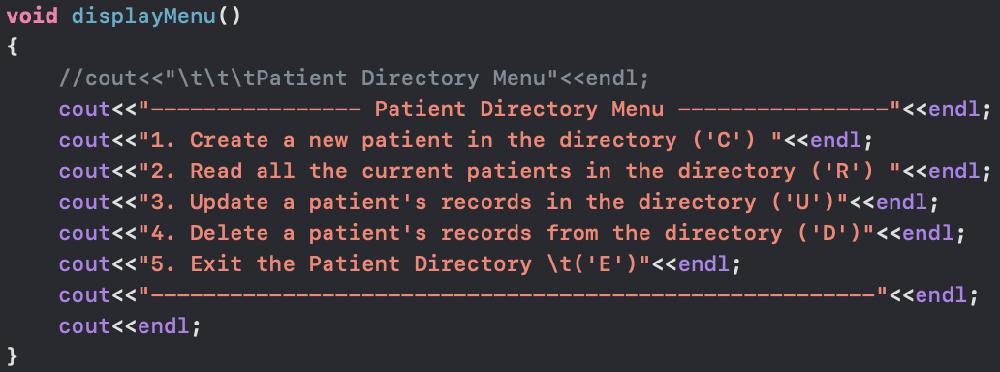 void displayMenu()
{
    //cout<<"\t\t\tPatient Directory Menu"<<endl;
    cout<<"---------------- Patient Directory Menu ----------------"<<endl;
    cout<<"1. Create a new patient in the directory ('C') "<<endl;
    cout<<"2. Read all the current patients in the directory ('R') "<<endl;
    cout<<"3. Update a patient's records in the directory ('U')"<<endl;
    cout<<"4. Delete a patient's records from the directory ('D')"<<endl;
    cout<<"5. Exit the Patient Directory \t('E')"<<endl;
    cout<<"-------------------------------------------------------"<<endl;
    cout<<endl;
}